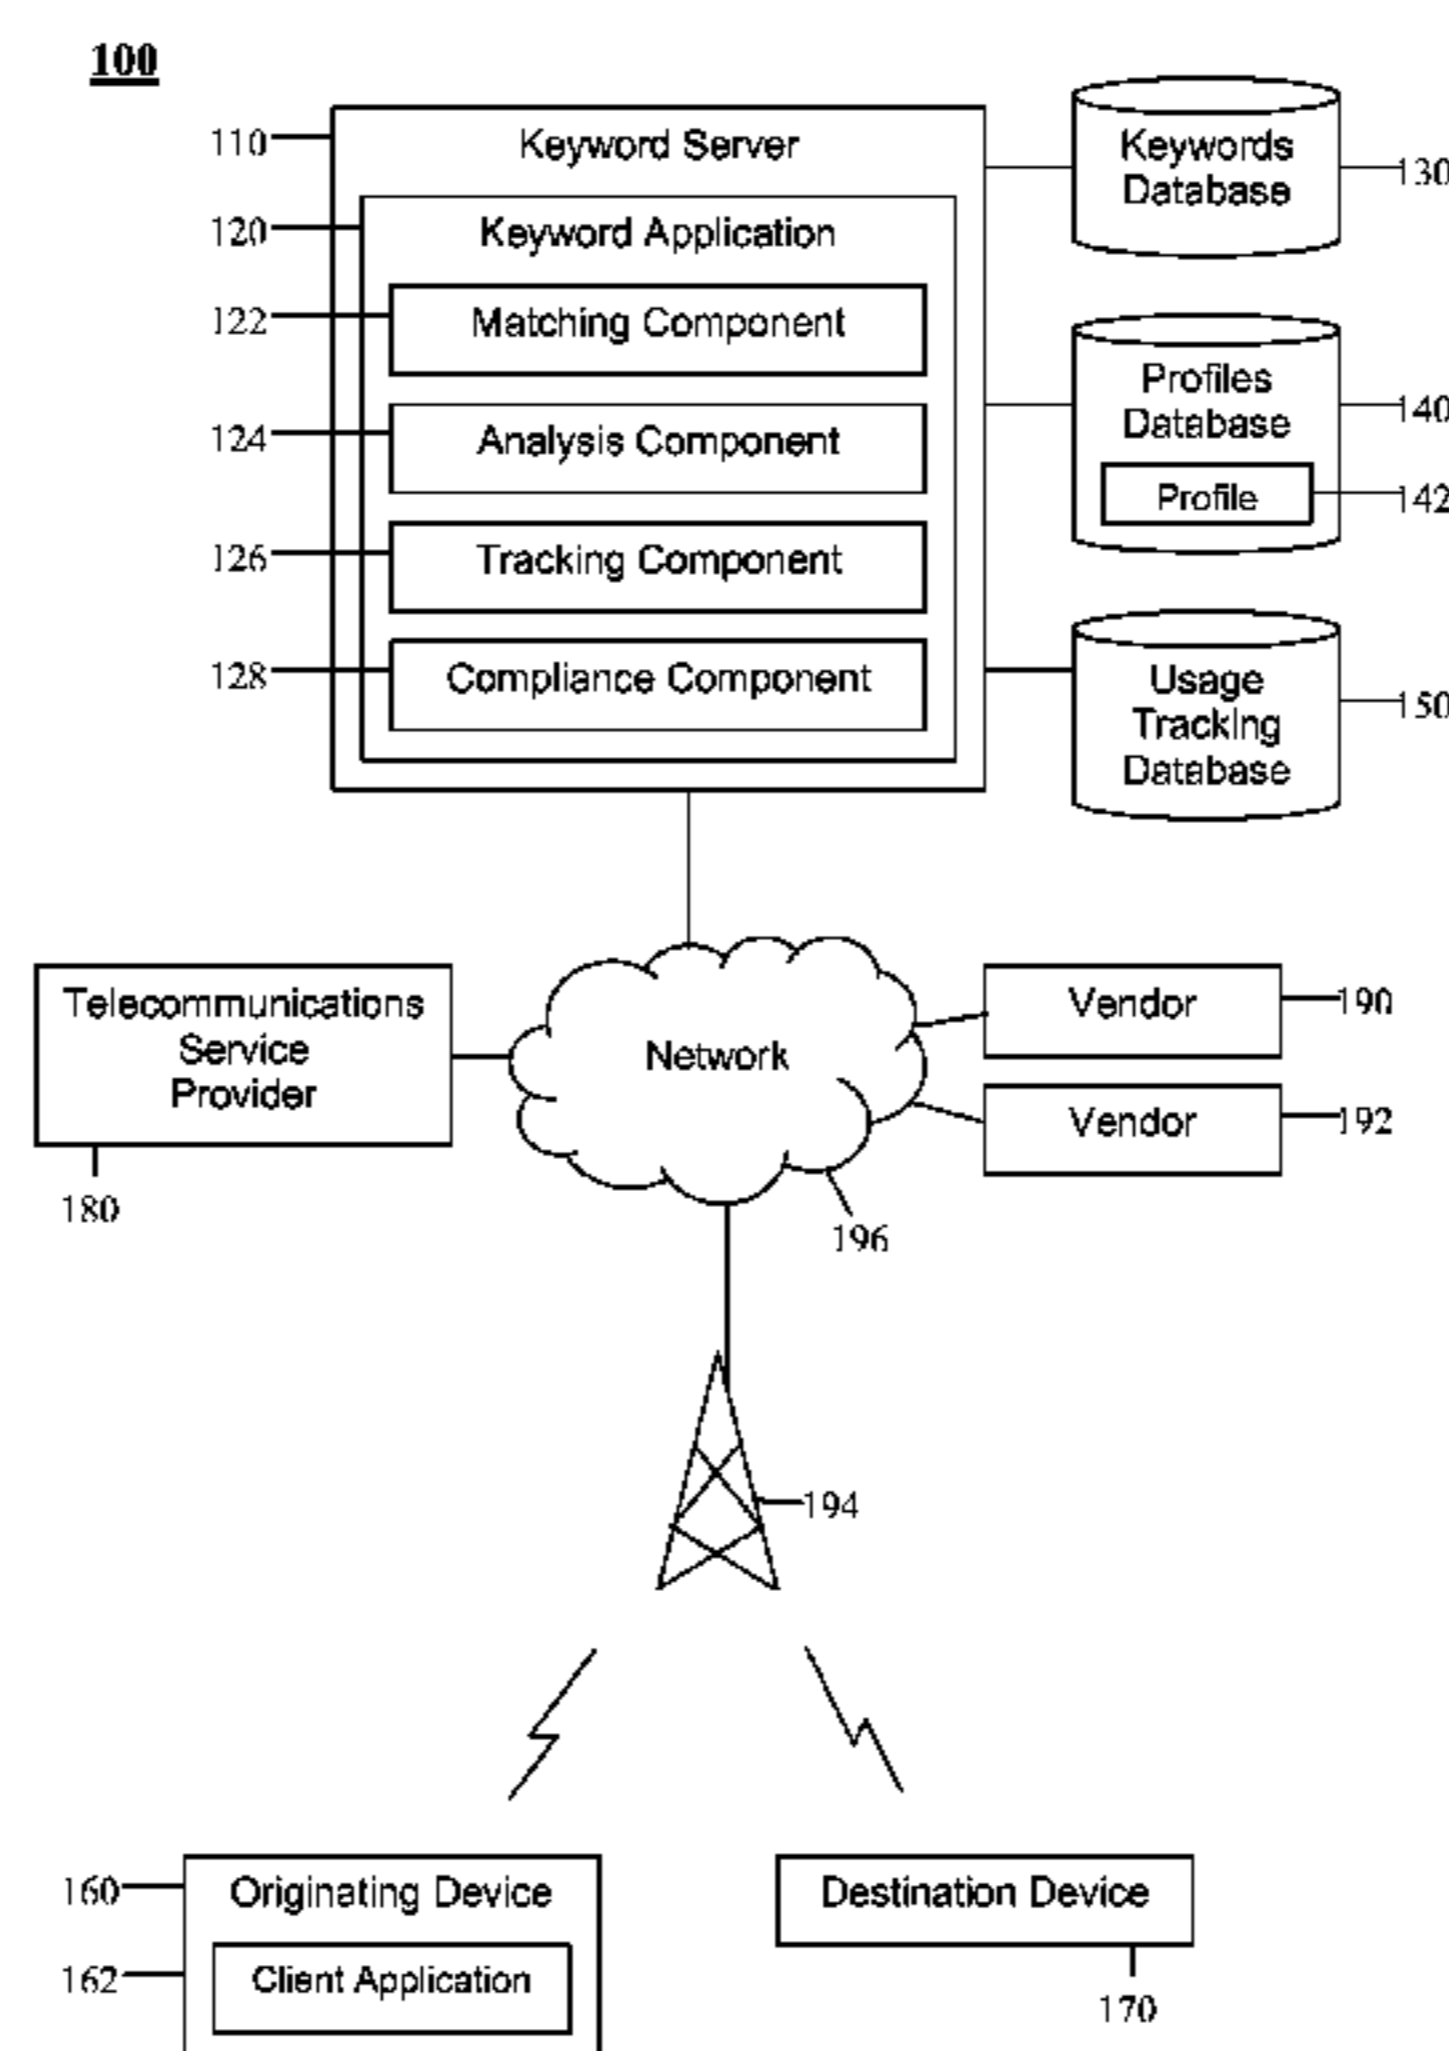 100
110
Keyword Server
Keywords
Database
130
120
Keyword Application
122
Matching Component
Profiles
Database
140
124
Analysis Component
Profile
142
126
Tracking Component
128
Compliance Component
Usage
Tracking
Database
150
Telecommunications
Service
Provider
180
Network
196
Vendor
190
Vendor
192
194
160
Originating Device
162
Client Application
Destination Device
170